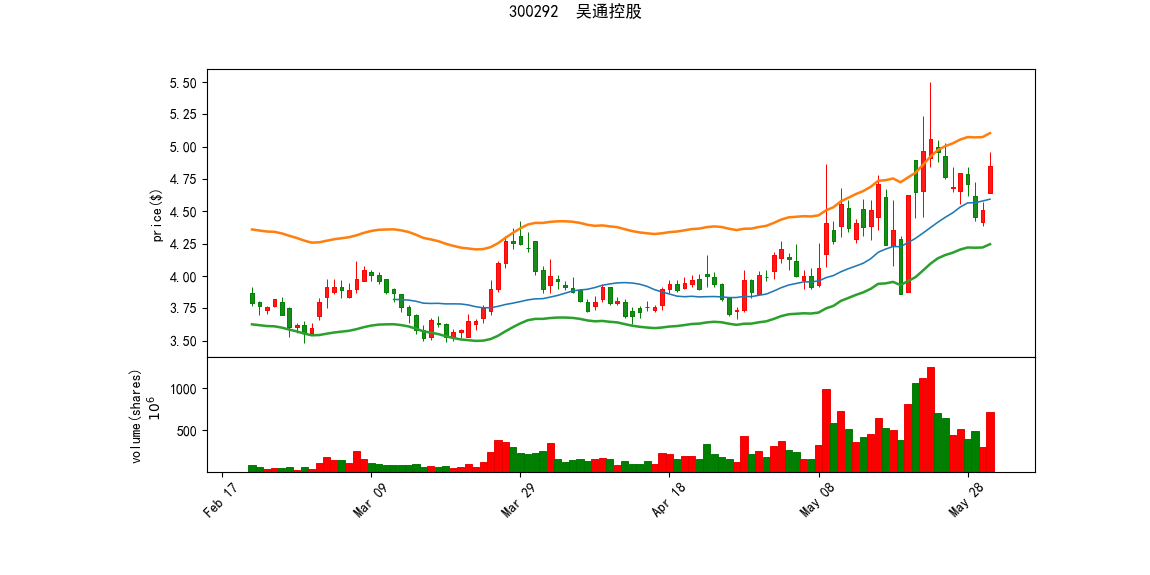 300292 吴通控股
price($)
5.50
5.25
5.00
4.75
4.50
4.25
4.00
3.75
3.50
volume(shares)
10^6
1000
500
Feb 17
Mar 09
Mar 29
Apr 18
May 08
May 28